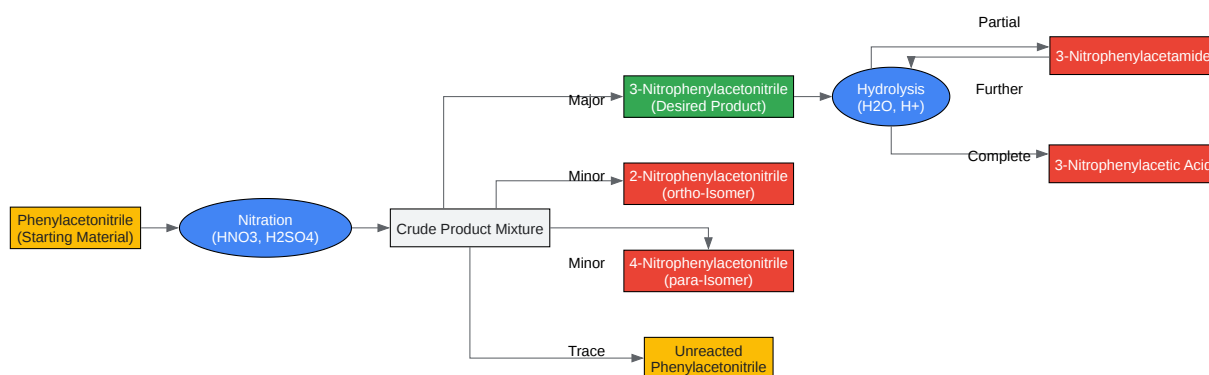 Phenylacetonitrile
(Starting Material)
Nitration
(HNO3, H2SO4)
Crude Product Mixture
Major
3-Nitrophenylacetonitrile
(Desired Product)
Minor
2-Nitrophenylacetonitrile
(ortho-Isomer)
Minor
4-Nitrophenylacetonitrile
(para-Isomer)
Trace
Unreacted
Phenylacetonitrile
Hydrolysis
(H2O, H+)
Partial
3-Nitrophenylacetamide
Further
Complete
3-Nitrophenylacetic Acid